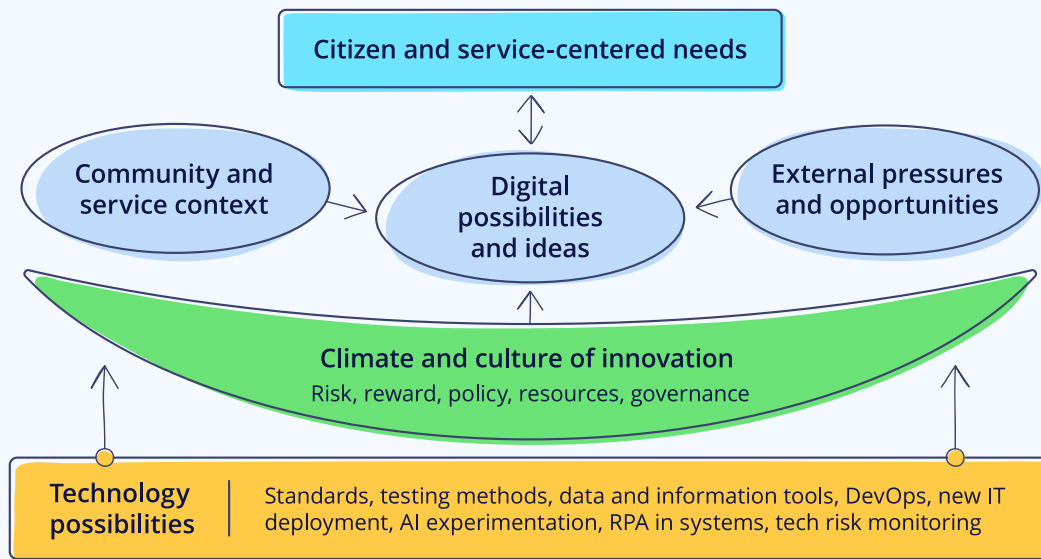 Citizen and service-centered needs
Community and
service context
Digital
possibilities
and ideas
External pressures
and opportunities
Climate and culture of innovation
Risk, reward, policy, resources, governance
Technology
possibilities
Standards, testing methods, data and information tools, DevOps, new IT
deployment, AI experimentation, RPA in systems, tech risk monitoring